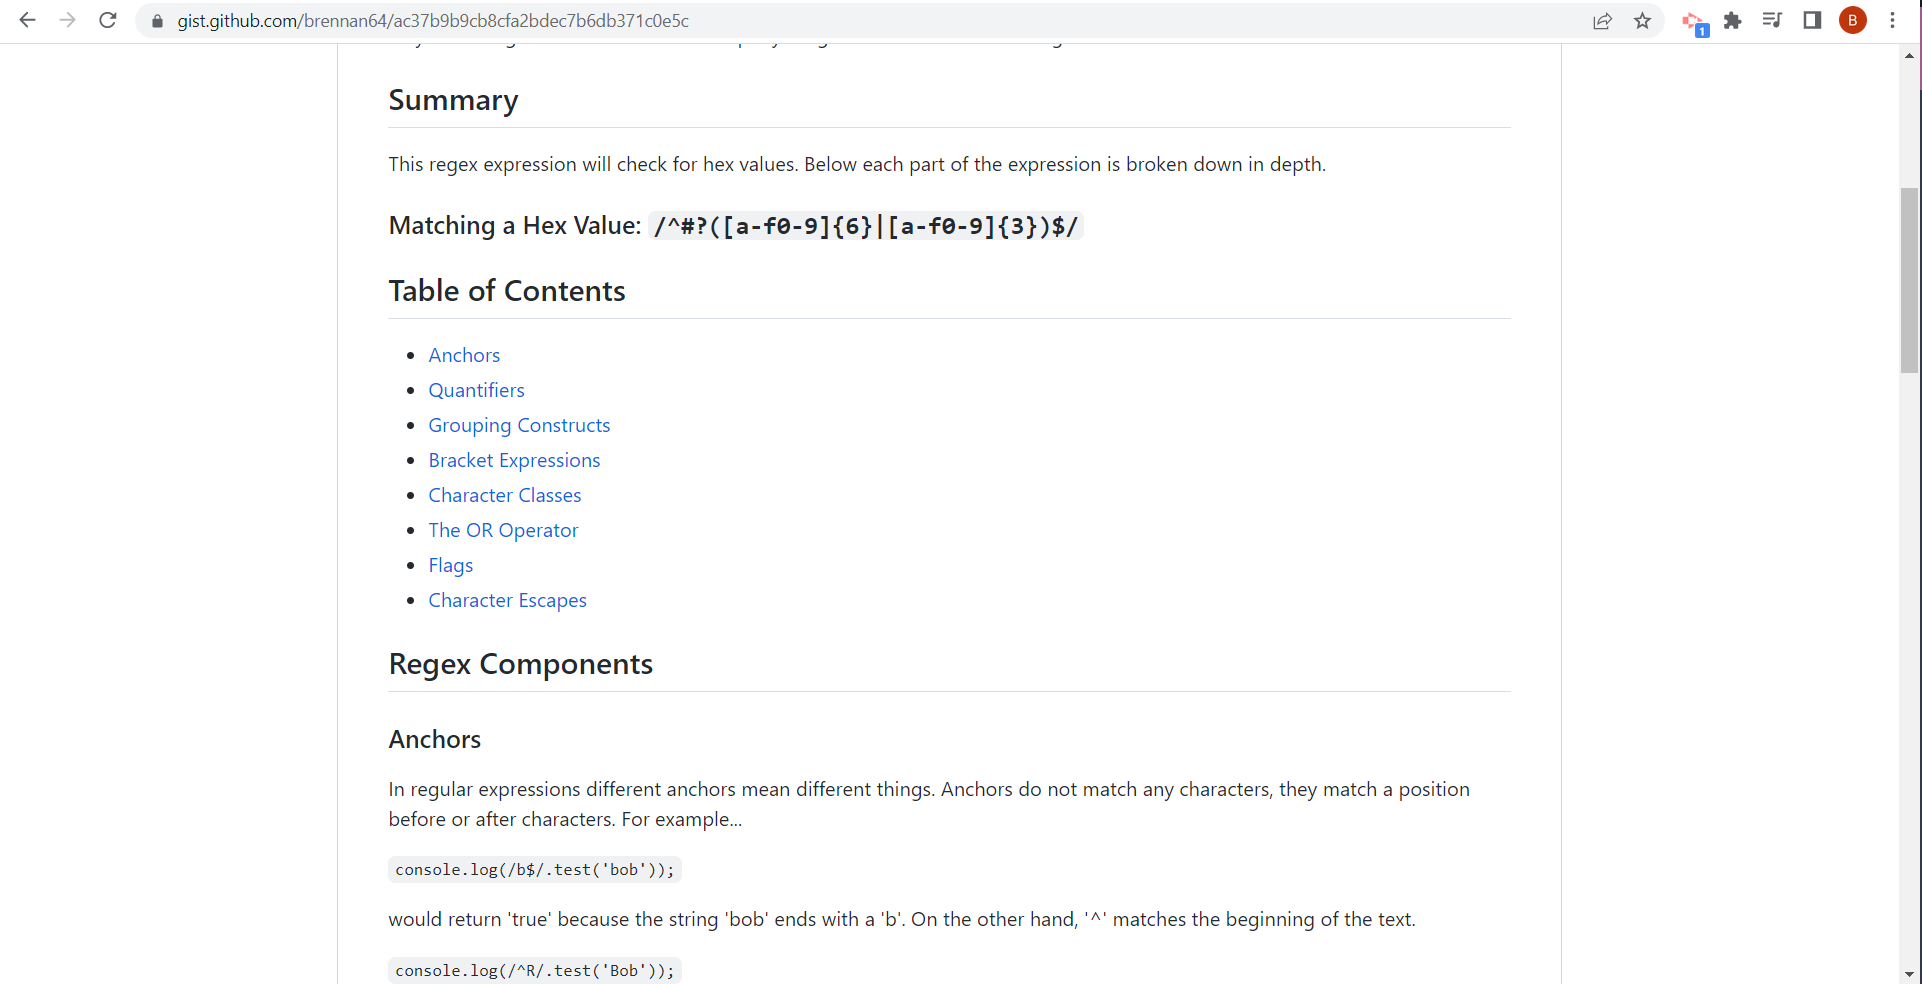 gist.github.com/brennan64/ac37b9b9cb8cfa2bdec7b6db371c0e5c
1
B
Summary
This regex expression will check for hex values. Below each part of the expression is broken down in depth.
Matching a Hex Value: /^#?([a-f0-9]{6}|[a-f0-9]{3})$/
Table of Contents
Anchors
Quantifiers
Grouping Constructs
Bracket Expressions
Character Classes
The OR Operator
Flags
Character Escapes
Regex Components
Anchors
In regular expressions different anchors mean different things. Anchors do not match any characters, they match a position
before or after characters. For example...
console.log(/b$/.test('bob'));
would return 'true' because the string 'bob' ends with a 'b'. On the other hand, '^' matches the beginning of the text.
console.log(/^R/.test('Bob'));